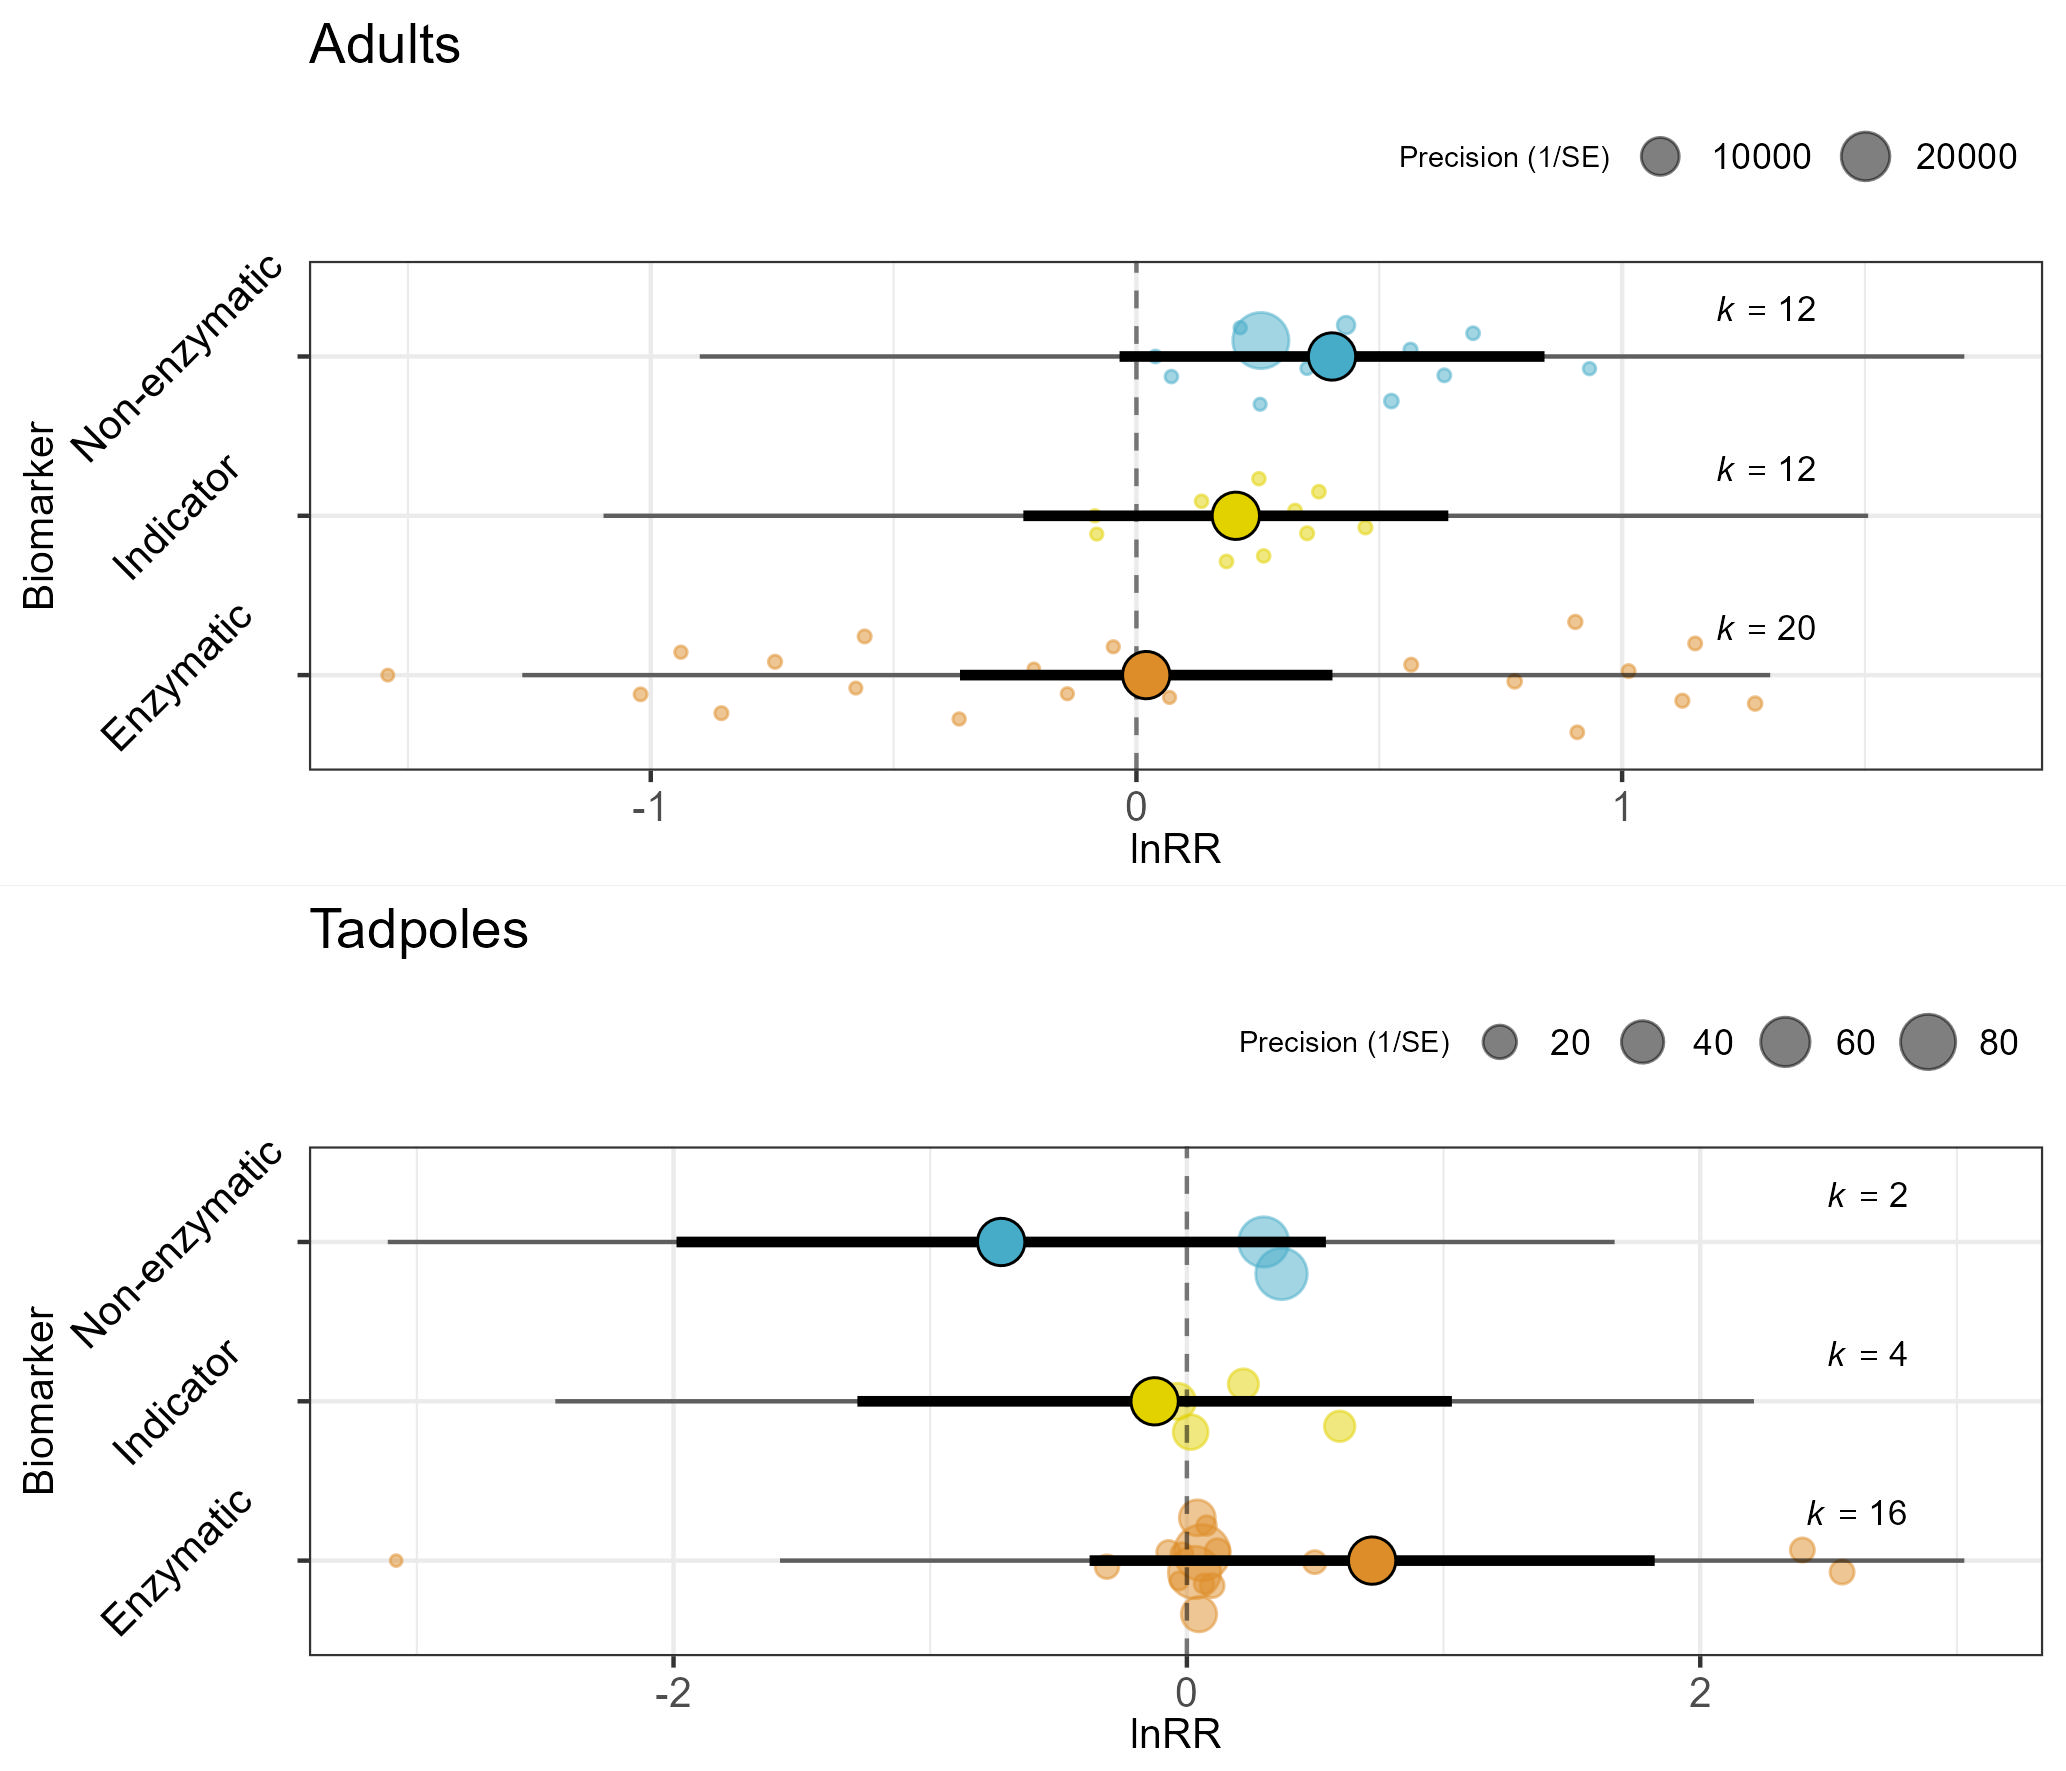 Adults
Precision (1/SE) 10000 20000
Non-enzymatic
k = 12
Indicator
k = 12
Enzymatic
k = 20
Biomarker
-1 0 1
lnRR
Tadpoles
Precision (1/SE) 20 40 60 80
Non-enzymatic
k = 2
Indicator
k = 4
Enzymatic
k = 16
Biomarker
-2 0 2
lnRR